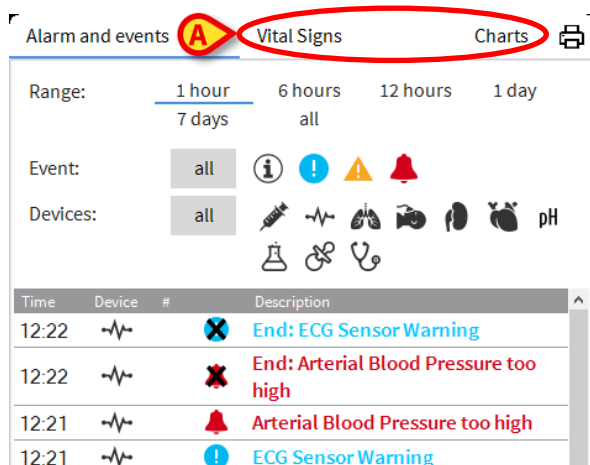 Alarm and events A Vital Signs Charts
Range: 1 hour 6 hours 12 hours 1 day
7 days all
Event: all
Devices: all pH
Time Device # Description
12:22 End: ECG Sensor Warning
12:22 End: Arterial Blood Pressure too
high
12:21 Arterial Blood Pressure too high
12:21 ECG Sensor Warning